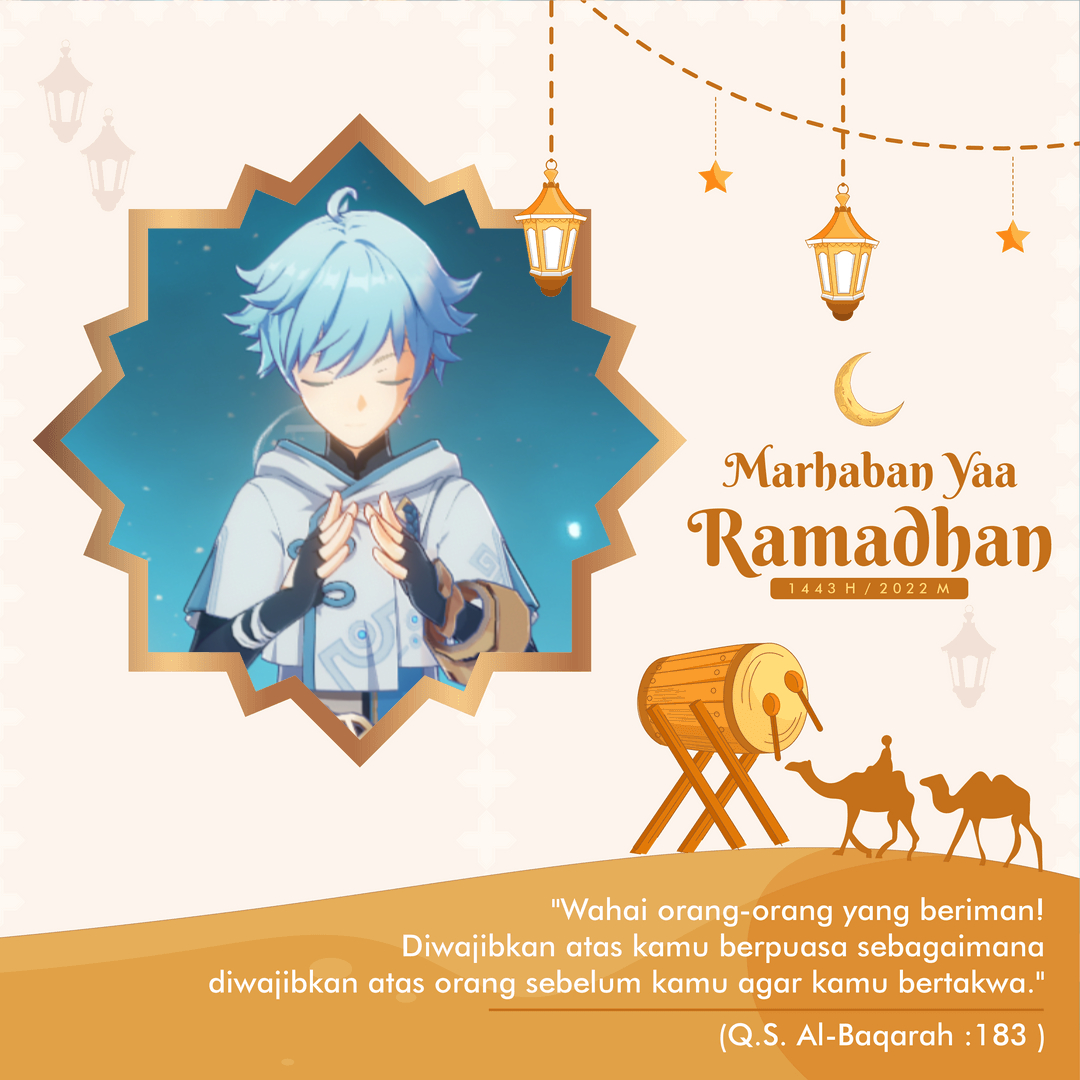 Marhaban Yaa
Ramadhan
1443 H / 2022 M
"Wahai orang-orang yang beriman!
Diwajibkan atas kamu berpuasa sebagaimana
diwajibkan atas orang sebelum kamu agar kamu bertakwa."
(Q.S. Al-Baqarah :183 )